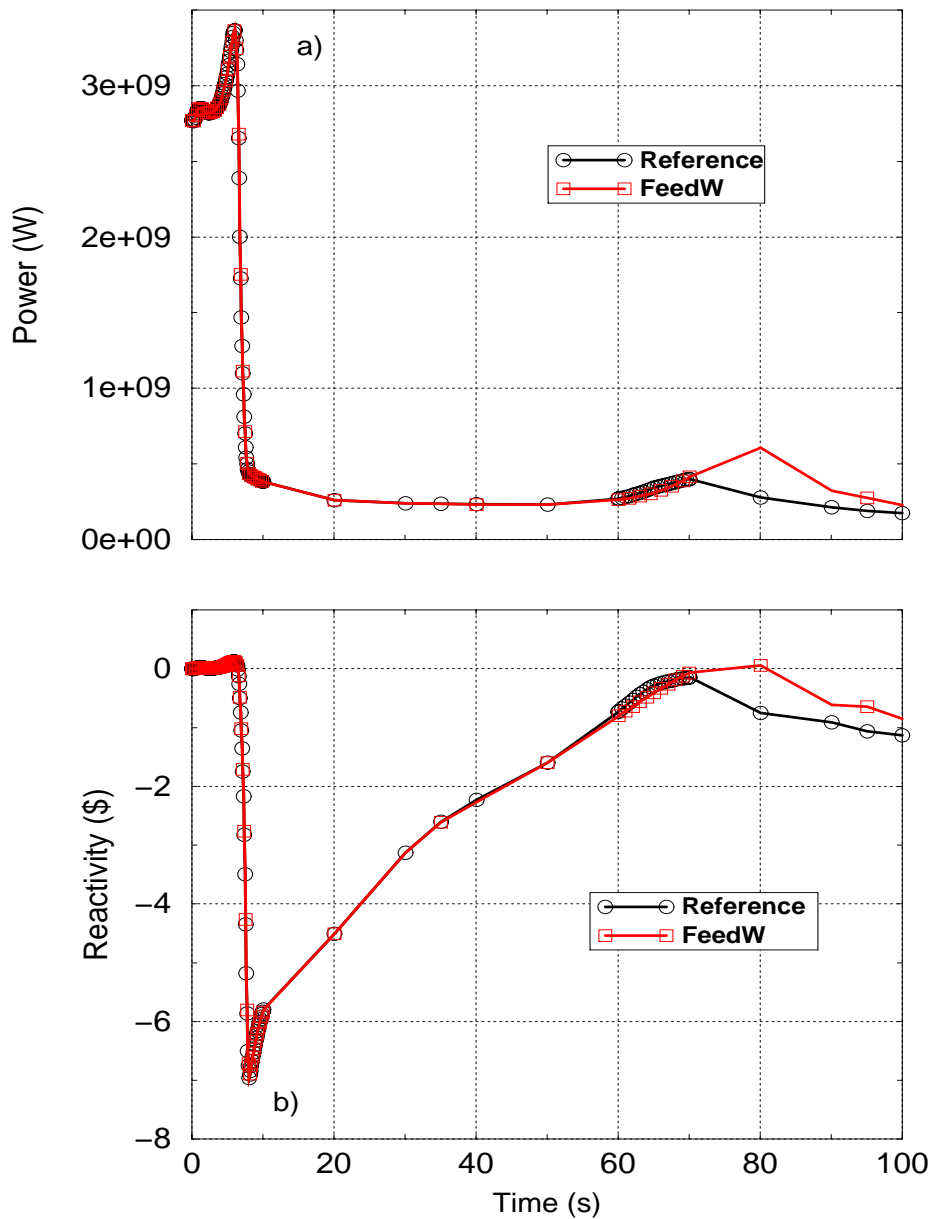 a)
3e+09
Reference
FeedW
2e+09
Power (W)
1e+09
0e+00
0
−2
Reactivity ($)
−4
Reference
FeedW
−6
b)
−8
0 20 40 60 80 100
Time (s)